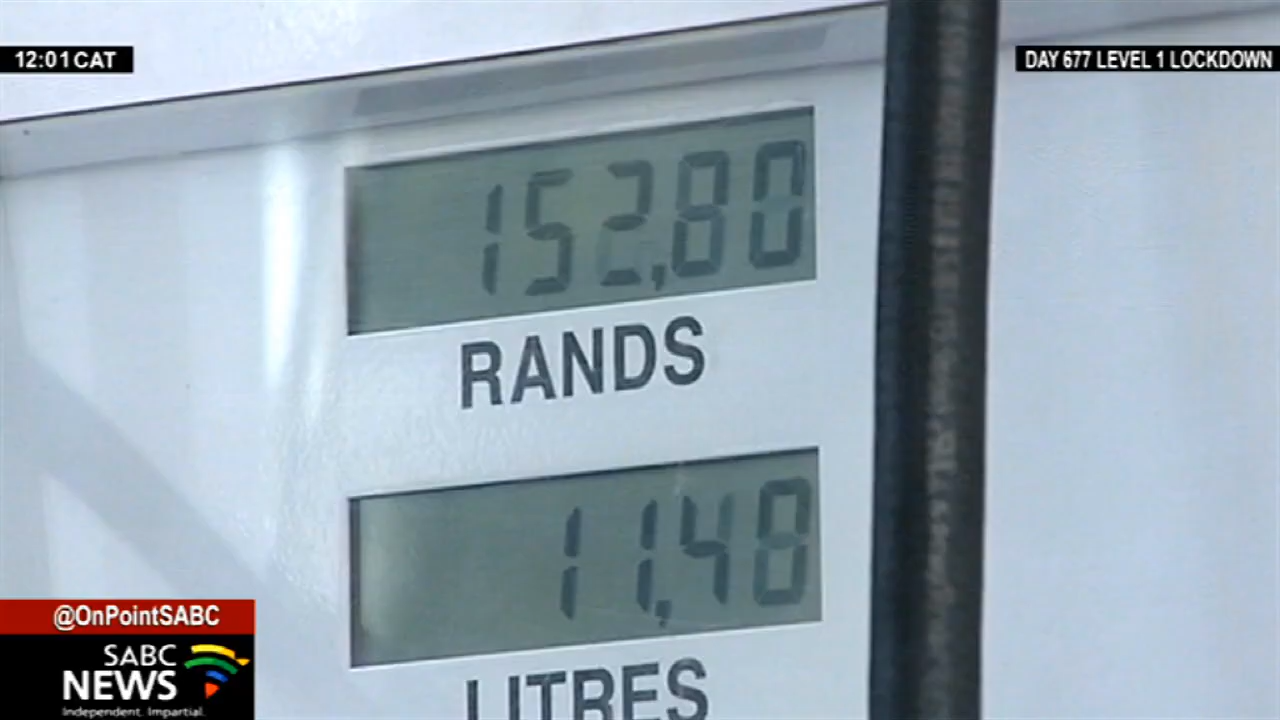 12:01 CAT
DAY 677 LEVEL 1 LOCKDOWN
152,80
RANDS
11,48
LITRES
@OnPointSABC
SABC
NEWS
Independent. Impartial.